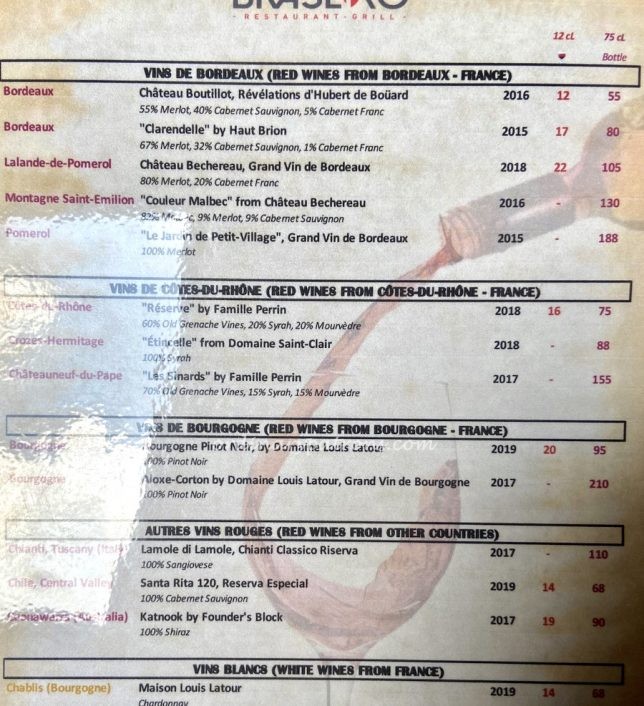 BRASERO
- RESTAURANT - GRILL -
12 cL 75 cL
Bottle
VINS DE BORDEAUX (RED WINES FROM BORDEAUX - FRANCE)
Bordeaux Château Boutillot, Révélations d'Hubert de Boüard 2016 12 55
55% Merlot, 40% Cabernet Sauvignon, 5% Cabernet Franc
Bordeaux "Clarendelle" by Haut Brion 2015 17 80
67% Merlot, 32% Cabernet Sauvignon, 1% Cabernet Franc
Lalande-de-Pomerol Château Bechereau, Grand Vin de Bordeaux 2018 22 105
80% Merlot, 20% Cabernet Franc
Montagne Saint-Emilion "Couleur Malbec" from Château Bechereau 2016 - 130
82% Malbec, 9% Merlot, 9% Cabernet Sauvignon
Pomerol "Le Jardin de Petit-Village", Grand Vin de Bordeaux 2015 - 188
100% Merlot
VINS DE CÔTES-DU-RHÔNE (RED WINES FROM CÔTES-DU-RHÔNE - FRANCE)
Côtes-du-Rhône "Réserve" by Famille Perrin 2018 16 75
60% Old Grenache Vines, 20% Syrah, 20% Mourvèdre
Crozes-Hermitage "Étincelle" from Domaine Saint-Clair 2018 - 88
100% Syrah
Châteauneuf-du-Pape "Les Sinards" by Famille Perrin 2017 - 155
70% Old Grenache Vines, 15% Syrah, 15% Mourvèdre
VINS DE BOURGOGNE (RED WINES FROM BOURGOGNE - FRANCE)
Bourgogne Bourgogne Pinot Noir, by Domaine Louis Latour 2019 20 95
100% Pinot Noir
Bourgogne Aloxe-Corton by Domaine Louis Latour, Grand Vin de Bourgogne 2017 - 210
100% Pinot Noir
AUTRES VINS ROUGES (RED WINES FROM OTHER COUNTRIES)
Chianti, Tuscany (Italy) Lamole di Lamole, Chianti Classico Riserva 2017 - 110
100% Sangiovese
Chile, Central Valley Santa Rita 120, Reserva Especial 2019 14 68
100% Cabernet Sauvignon
Coonawarra (Australia) Katnook by Founder's Block 2017 19 90
100% Shiraz
VINS BLANCS (WHITE WINES FROM FRANCE)
Chablis (Bourgogne) Maison Louis Latour 2019 14 68
Chardonnay